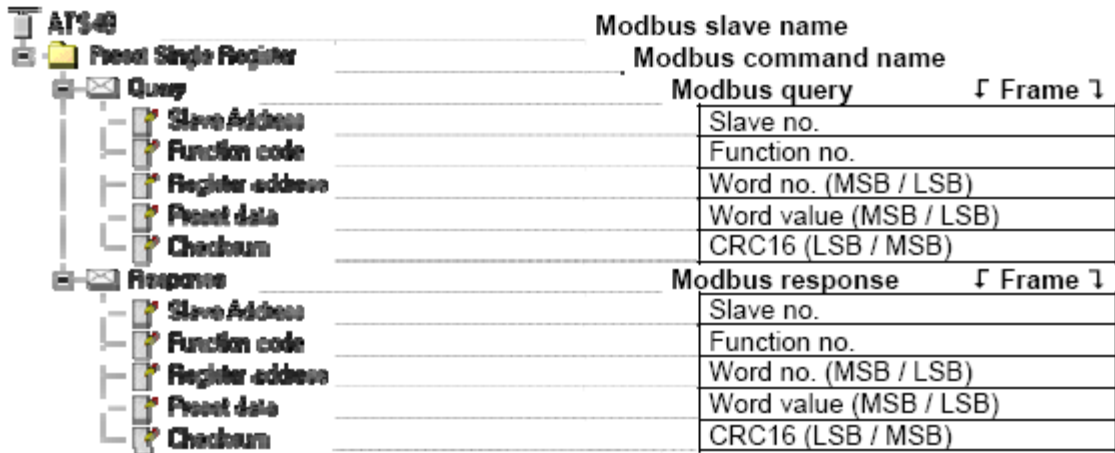 ATS48 Modbus slave name
Preset Single Register Modbus command name
Query Modbus query Frame
Slave Address Slave no.
Function code Function no.
Register address Word no. (MSB / LSB)
Preset data Word value (MSB / LSB)
Checksum CRC16 (LSB / MSB)
Response Modbus response Frame
Slave Address Slave no.
Function code Function no.
Register address Word no. (MSB / LSB)
Preset data Word value (MSB / LSB)
Checksum CRC16 (LSB / MSB)